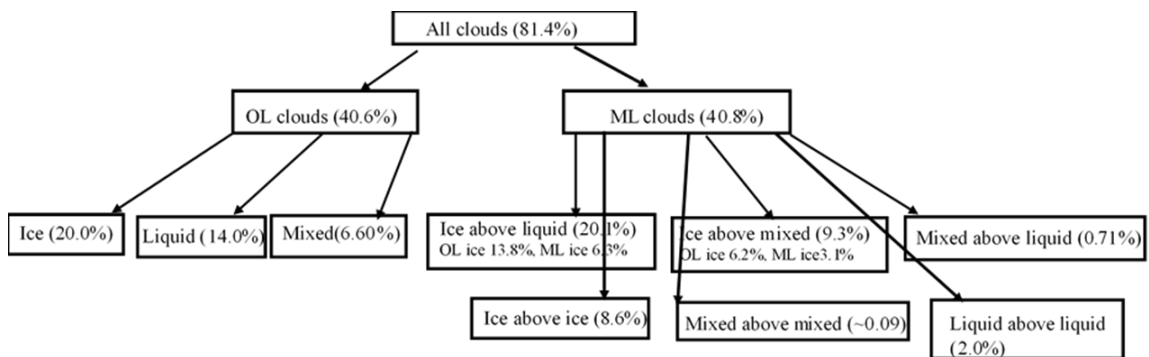 All clouds (81.4%)
OL clouds (40.6%)
ML clouds (40.8%)
Ice (20.0%)
Liquid (14.0%)
Mixed(6.60%)
Ice above liquid (20.1%)
OL ice 13.8%, ML ice 6.3%
Ice above mixed (9.3%)
OL ice 6.2%, ML ice3.1%
Mixed above liquid (0.71%)
Ice above ice (8.6%)
Mixed above mixed (~0.09)
Liquid above liquid
(2.0%)